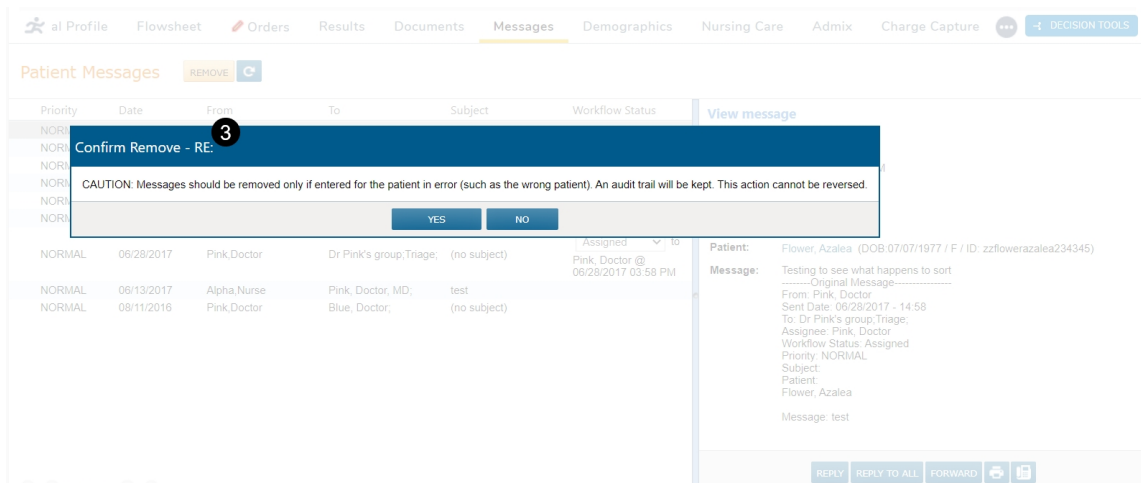 al Profile Flowsheet Orders Results Documents Messages Demographics Nursing Care Admix Charge Capture DECISION TOOLS
Patient Messages REMOVE
Priority Date From To Subject Workflow Status
View message
3
Confirm Remove - RE:
CAUTION: Messages should be removed only if entered for the patient in error (such as the wrong patient). An audit trail will be kept. This action cannot be reversed.
YES NO
Assigned to
NORMAL 06/28/2017 Pink,Doctor Dr Pink's group;Triage; (no subject) Pink, Doctor @
06/28/2017 03:58 PM
NORMAL 06/13/2017 Alpha,Nurse Pink, Doctor, MD; test
NORMAL 08/11/2016 Pink,Doctor Blue, Doctor; (no subject)
Patient: Flower, Azalea (DOB:07/07/1977 / F / ID: zzflowerazalea234345)
Message: Testing to see what happens to sort
--------Original Message----------------
From: Pink, Doctor
Sent Date: 06/28/2017 - 14:58
To: Dr Pink's group;Triage;
Assignee: Pink, Doctor
Workflow Status: Assigned
Priority: NORMAL
Subject:
Patient:
Flower, Azalea
Message: test
REPLY REPLY TO ALL FORWARD